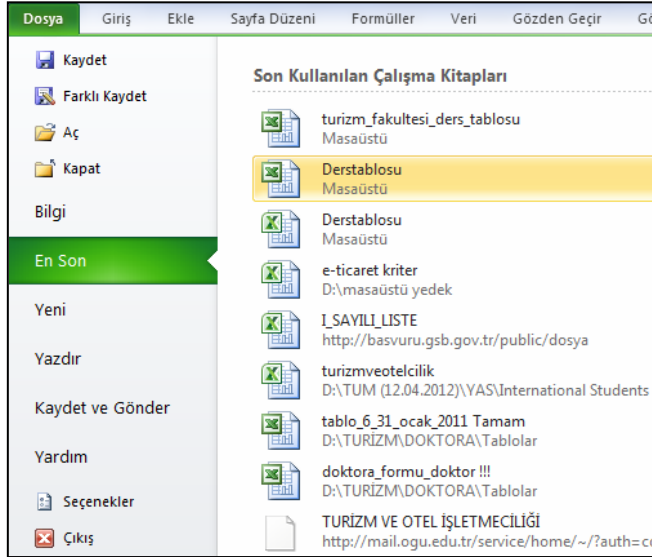 Dosya Giriş Ekle Sayfa Düzeni Formüller Veri Gözden Geçir
Kaydet
Farklı Kaydet
Aç
Kapat
Bilgi
En Son
Yeni
Yazdır
Kaydet ve Gönder
Yardım
Seçenekler
Çıkış
Son Kullanılan Çalışma Kitapları
turizm_fakultesi_ders_tablosu
Masaüstü
Derstablosu
Masaüstü
Derstablosu
Masaüstü
e-ticaret kriter
D:\masaüstü yedek
I_SAYILI_LISTE
http://basvuru.gsb.gov.tr/public/dosya
turizmveotelcilik
D:\TUM (12.04.2012)\YAS\International Students
tablo_6_31_ocak_2011 Tamam
D:\TURİZM\DOKTORA\Tablolar
doktora_formu_doktor !!!
D:\TURİZM\DOKTORA\Tablolar
TURİZM VE OTEL İŞLETMECİLİĞİ
http://mail.ogu.edu.tr/service/home/~/?auth=c